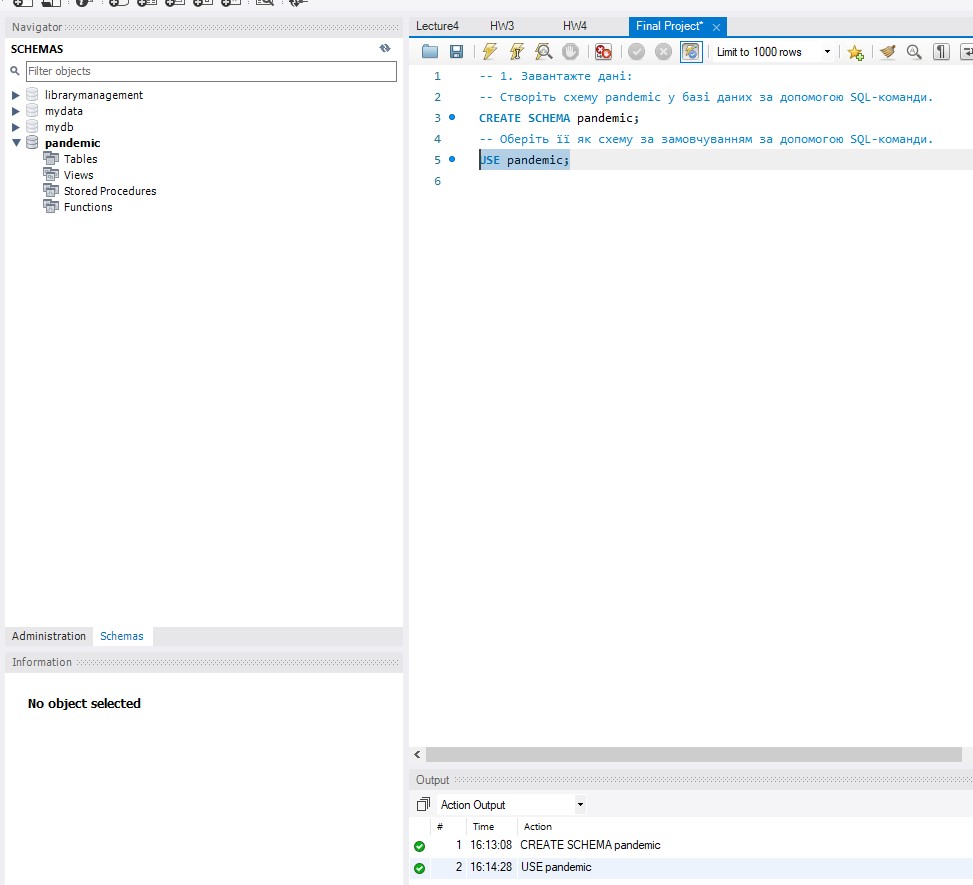 Navigator
SCHEMAS
Filter objects
librarymanagement
mydata
mydb
pandemic
Tables
Views
Stored Procedures
Functions
Administration Schemas
Information
No object selected
Lecture4 HW3 HW4 Final Project* ×
Limit to 1000 rows
1 -- 1. Завантажте дані:
2 -- Створіть схему pandemic у базі даних за допомогою SQL-команди.
3 CREATE SCHEMA pandemic;
4 -- Оберіть її як схему за замовчуванням за допомогою SQL-команди.
5 USE pandemic;
6
Output
Action Output
# Time Action
1 16:13:08 CREATE SCHEMA pandemic
2 16:14:28 USE pandemic